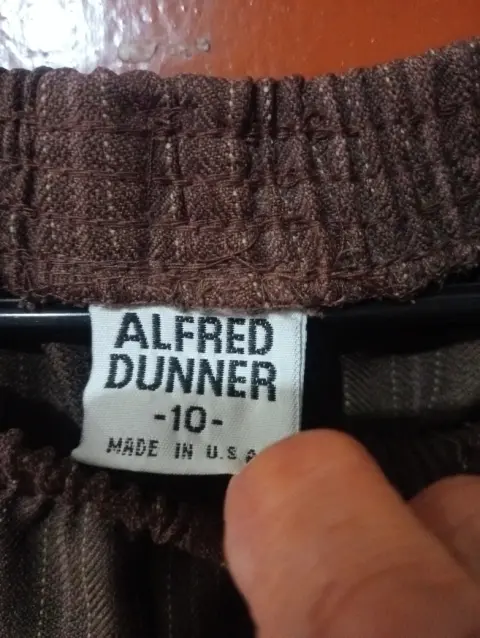 ALFRED
DUNNER
-10-
MADE IN U.S.A